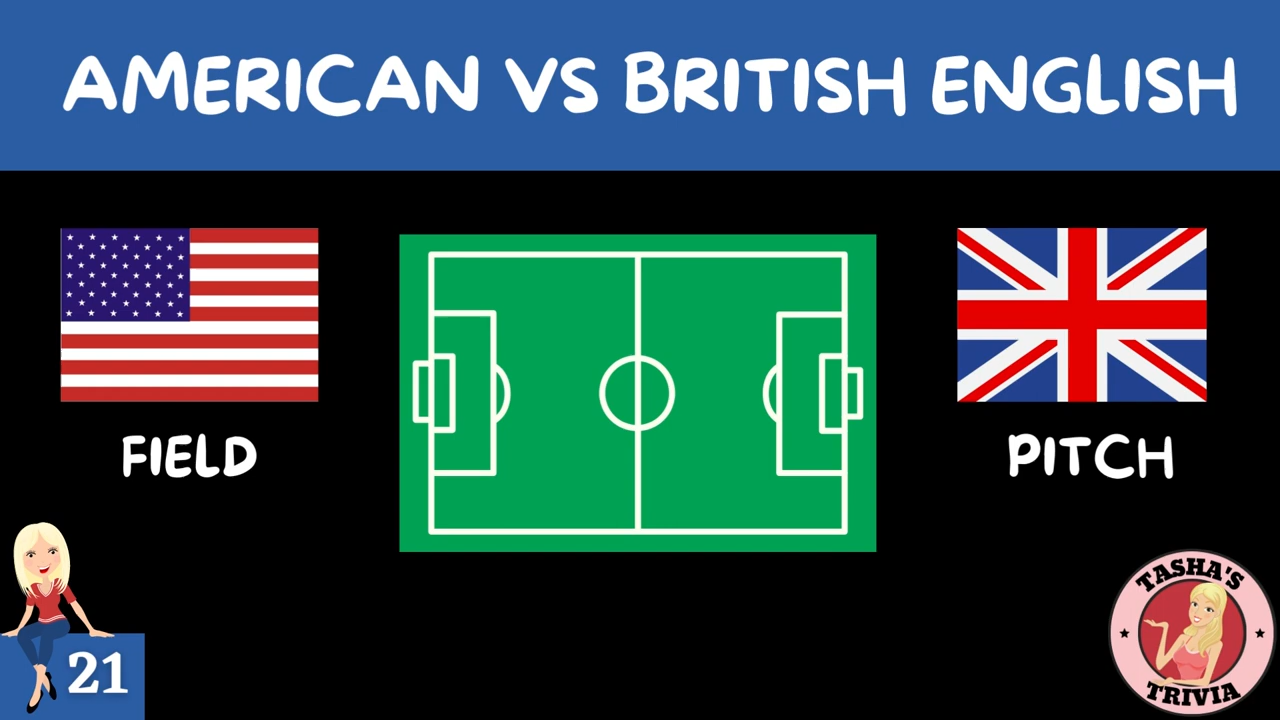 AMERICAN VS BRITISH ENGLISH
FIELD
PITCH
21
TASHA'S
TRIVIA